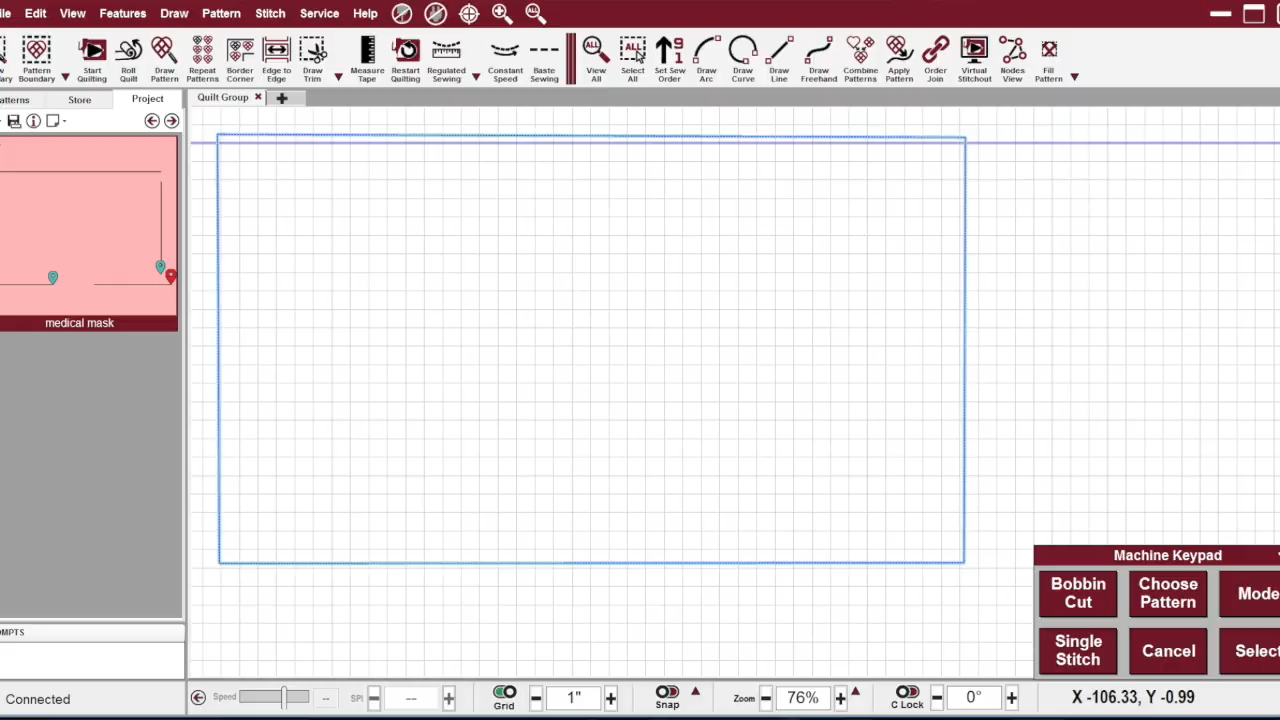 ile Edit View Features Draw Pattern Stitch Service Help
ary Pattern Boundary Start Quilting Roll Quilt Draw Pattern Repeat Patterns Border Corner Edge to Edge Draw Trim Measure Tape Restart Quilting Regulated Sewing Constant Speed Baste Sewing View All Select All Set Sew Order Draw Arc Draw Curve Draw Line Draw Freehand Combine Patterns Apply Pattern Order Join Virtual Stitchout Nodes View Fill Pattern
atterns Store Project
Quilt Group
medical mask
Machine Keypad
Bobbin Cut Choose Pattern Mode
Single Stitch Cancel Select
OMPTS
Connected
Speed -- SPI -- Grid 1" Snap Zoom 76% C Lock 0° X -106.33, Y -0.99